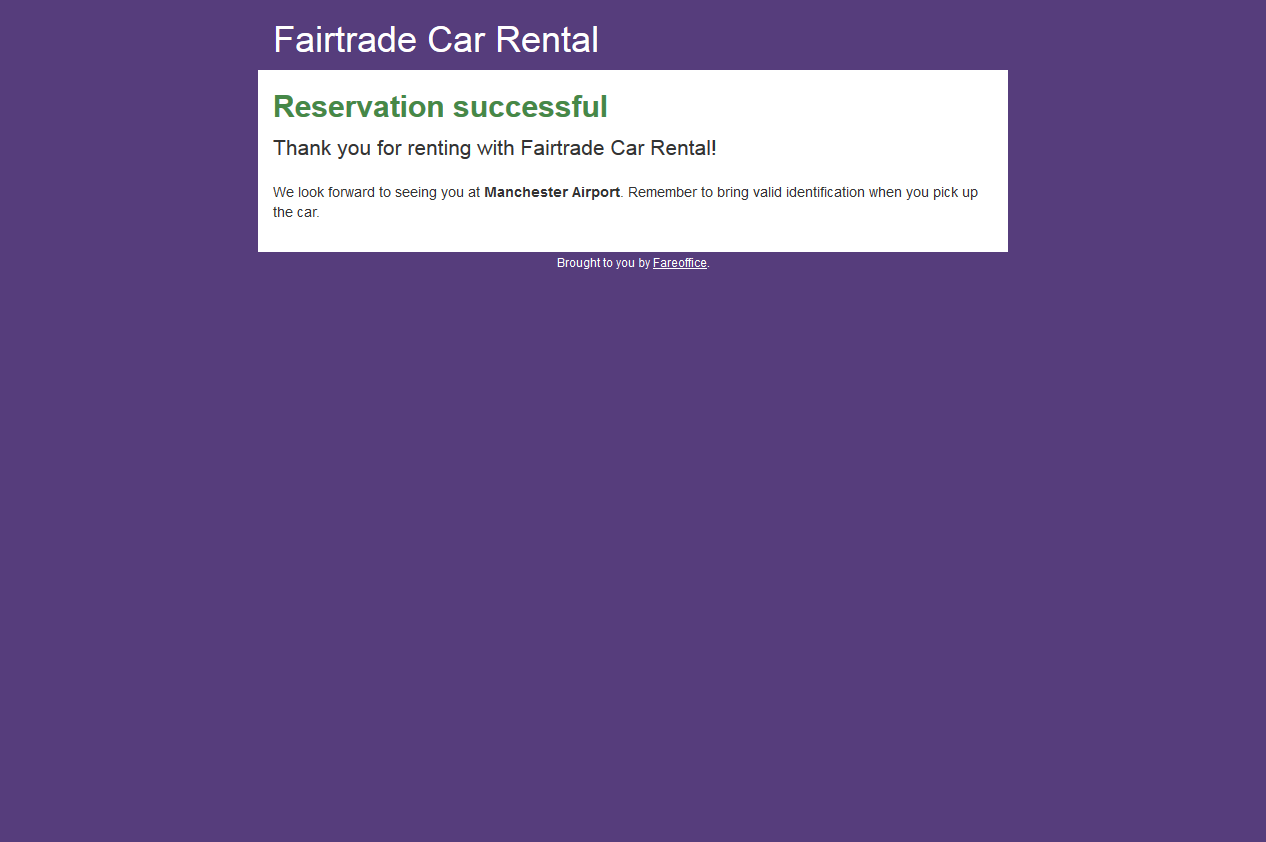 Fairtrade Car Rental
Reservation successful
Thank you for renting with Fairtrade Car Rental!
We look forward to seeing you at Manchester Airport. Remember to bring valid identification when you pick up
the car.
Brought to you by Fareoffice.